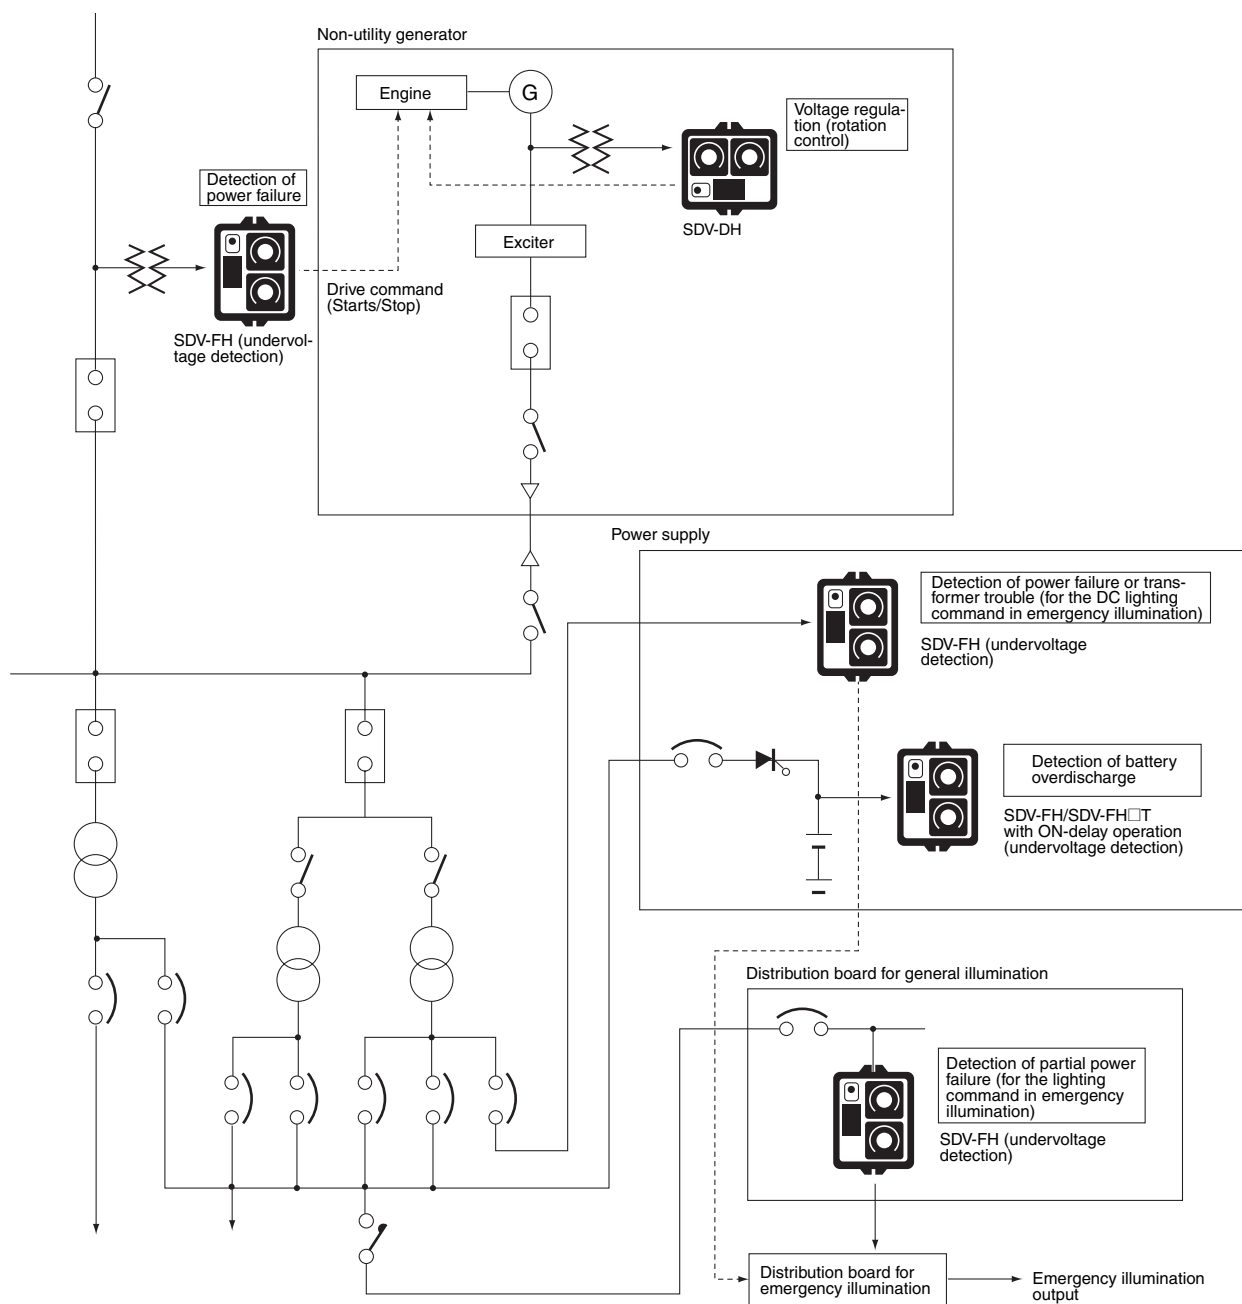 Non-utility generator
Engine
G
Voltage regula-
tion (rotation
control)
SDV-DH
Detection of
power failure
Exciter
Drive command
(Starts/Stop)
SDV-FH (undervol-
tage detection)
Power supply
Detection of power failure or trans-
former trouble (for the DC lighting
command in emergency illumination)
SDV-FH (undervoltage
detection)
Detection of battery
overdischarge
SDV-FH/SDV-FH□T
with ON-delay operation
(undervoltage detection)
Distribution board for general illumination
Detection of partial power
failure (for the lighting
command in emergency
illumination)
SDV-FH (undervoltage
detection)
Distribution board for
emergency illumination
Emergency illumination
output